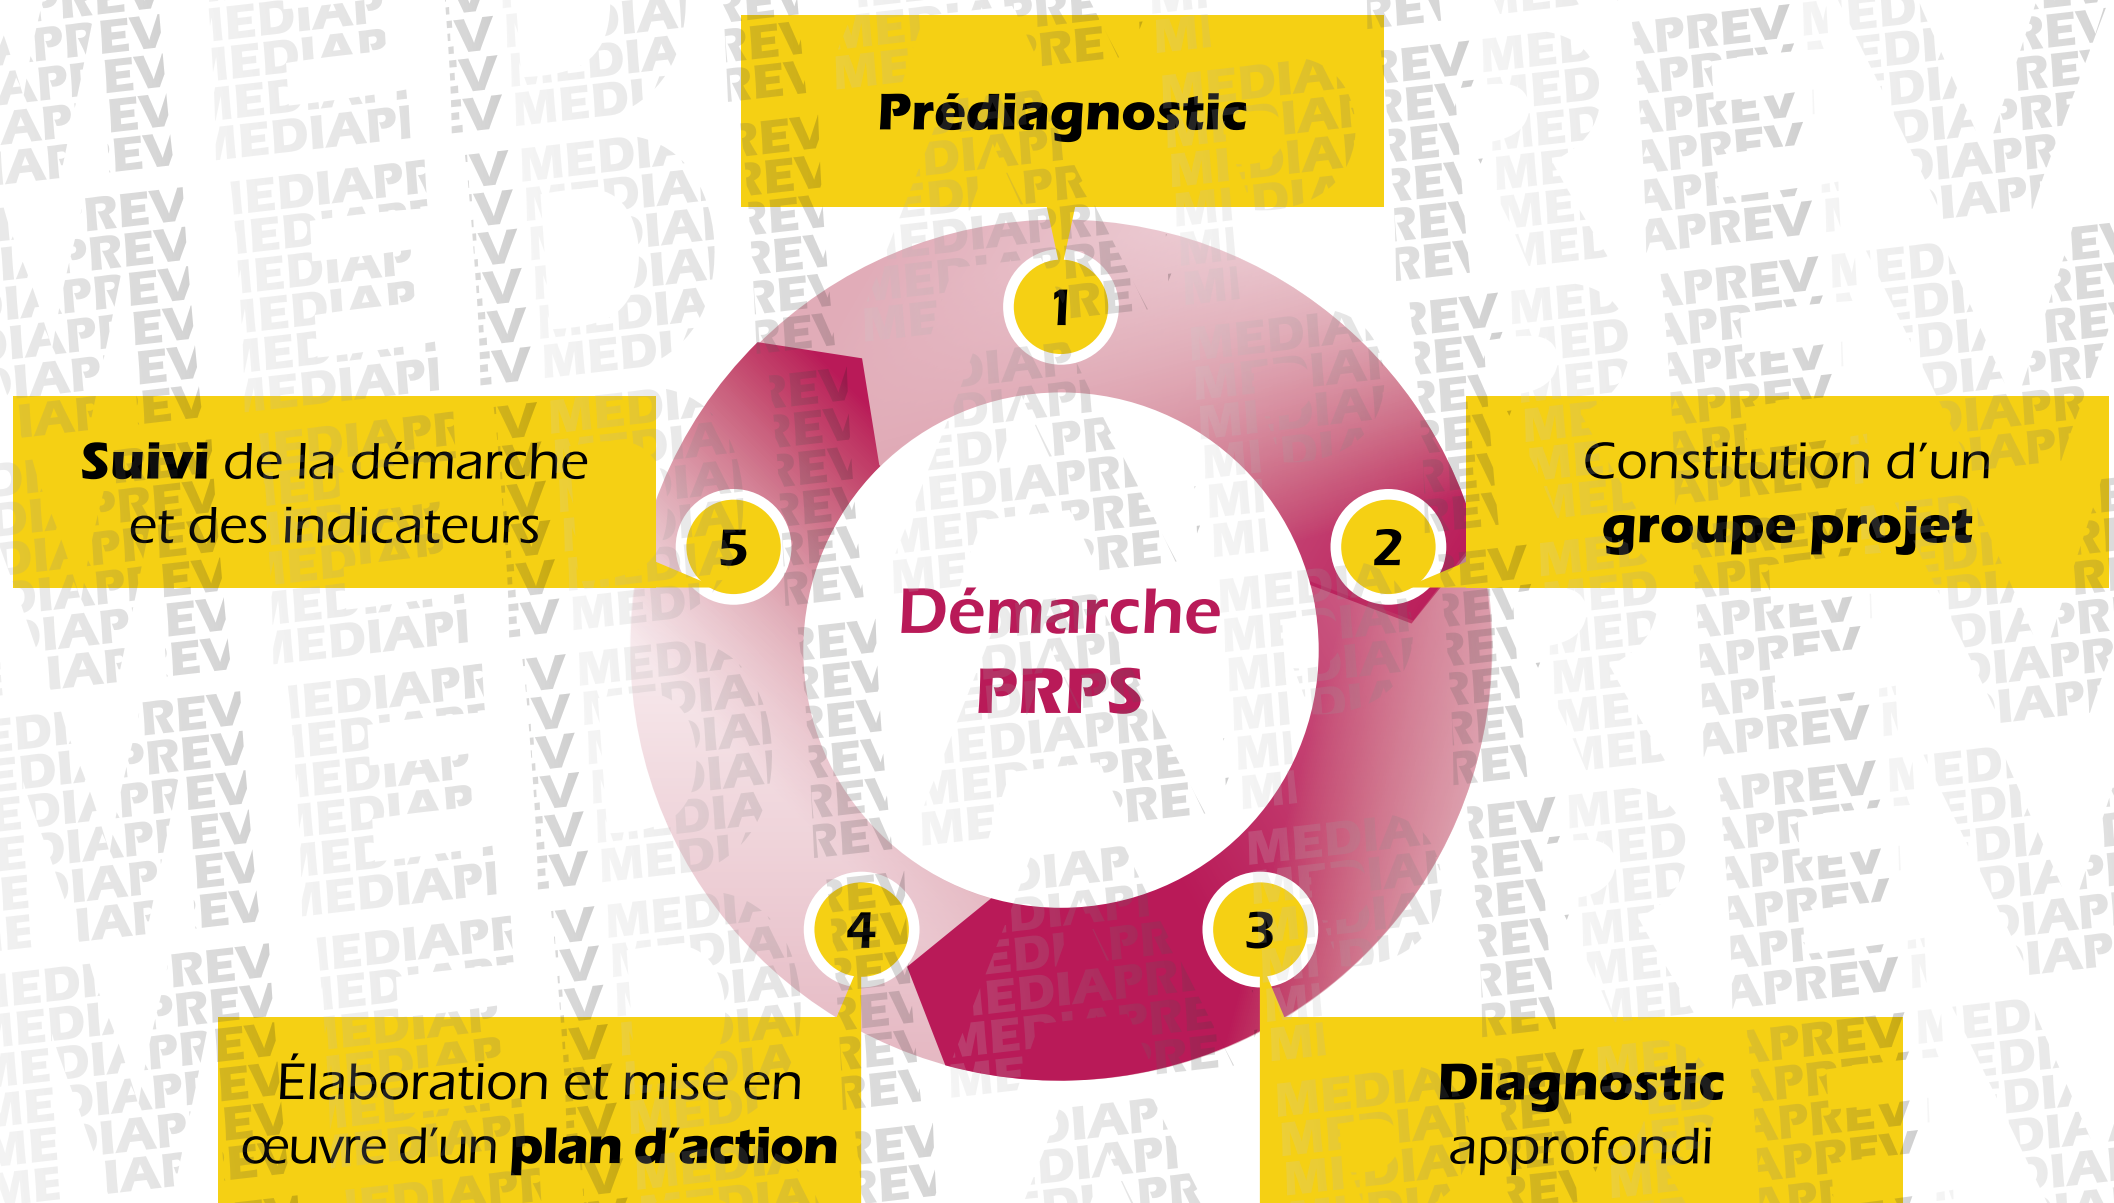 Prédiagnostic
1
Suivi de la démarche
et des indicateurs
5
Constitution d’un
groupe projet
2
Démarche
PRPS
4
3
Élaboration et mise en
œuvre d’un plan d’action
Diagnostic
approfondi